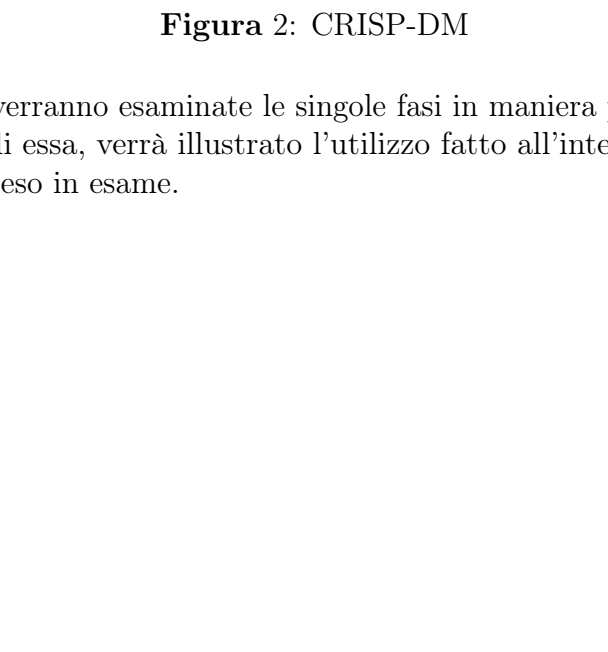 Figura 2: CRISP-DM
verranno esaminate le singole fasi in maniera
essa, verrà illustrato l'utilizzo fatto all'inte
eso in esame.